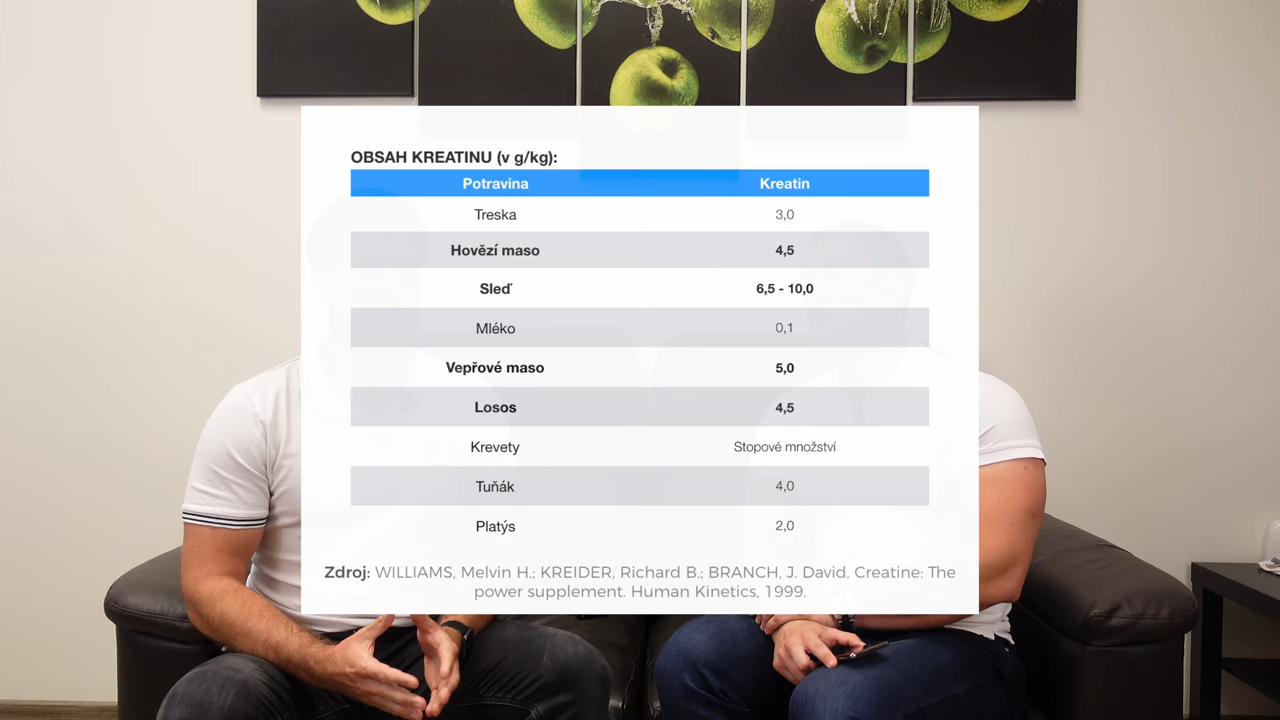 OBSAH KREATINU (v g/kg):
Potravina Kreatin
Treska 3,0
Hovězí maso 4,5
Sleď 6,5 - 10,0
Mléko 0,1
Vepřové maso 5,0
Losos 4,5
Krevety Stopové množství
Tuňák 4,0
Platýs 2,0
Zdroj: WILLIAMS, Melvin H.; KREIDER, Richard B.; BRANCH, J. David. Creatine: The
power supplement. Human Kinetics, 1999.